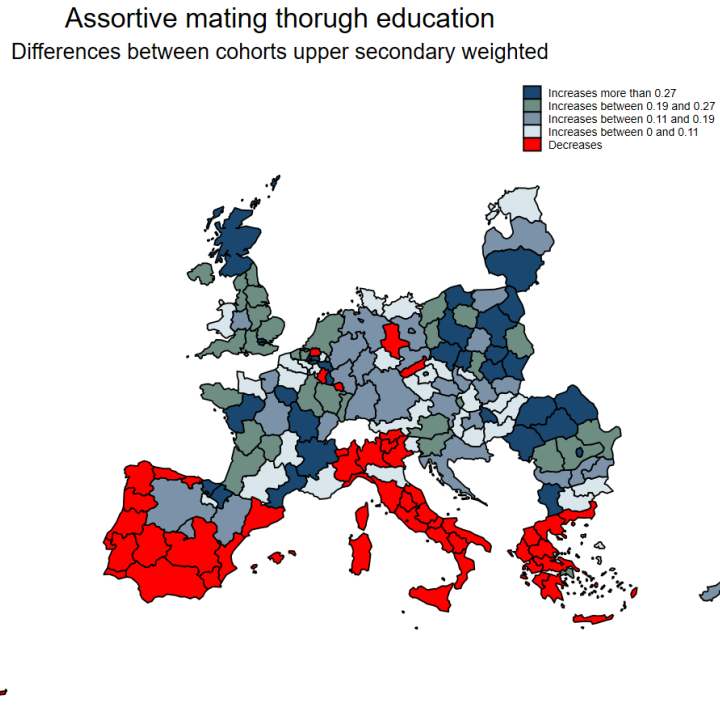 Assortive mating thorugh education
Differences between cohorts upper secondary weighted
Increases more than 0.27
Increases between 0.19 and 0.27
Increases between 0.11 and 0.19
Increases between 0 and 0.11
Decreases